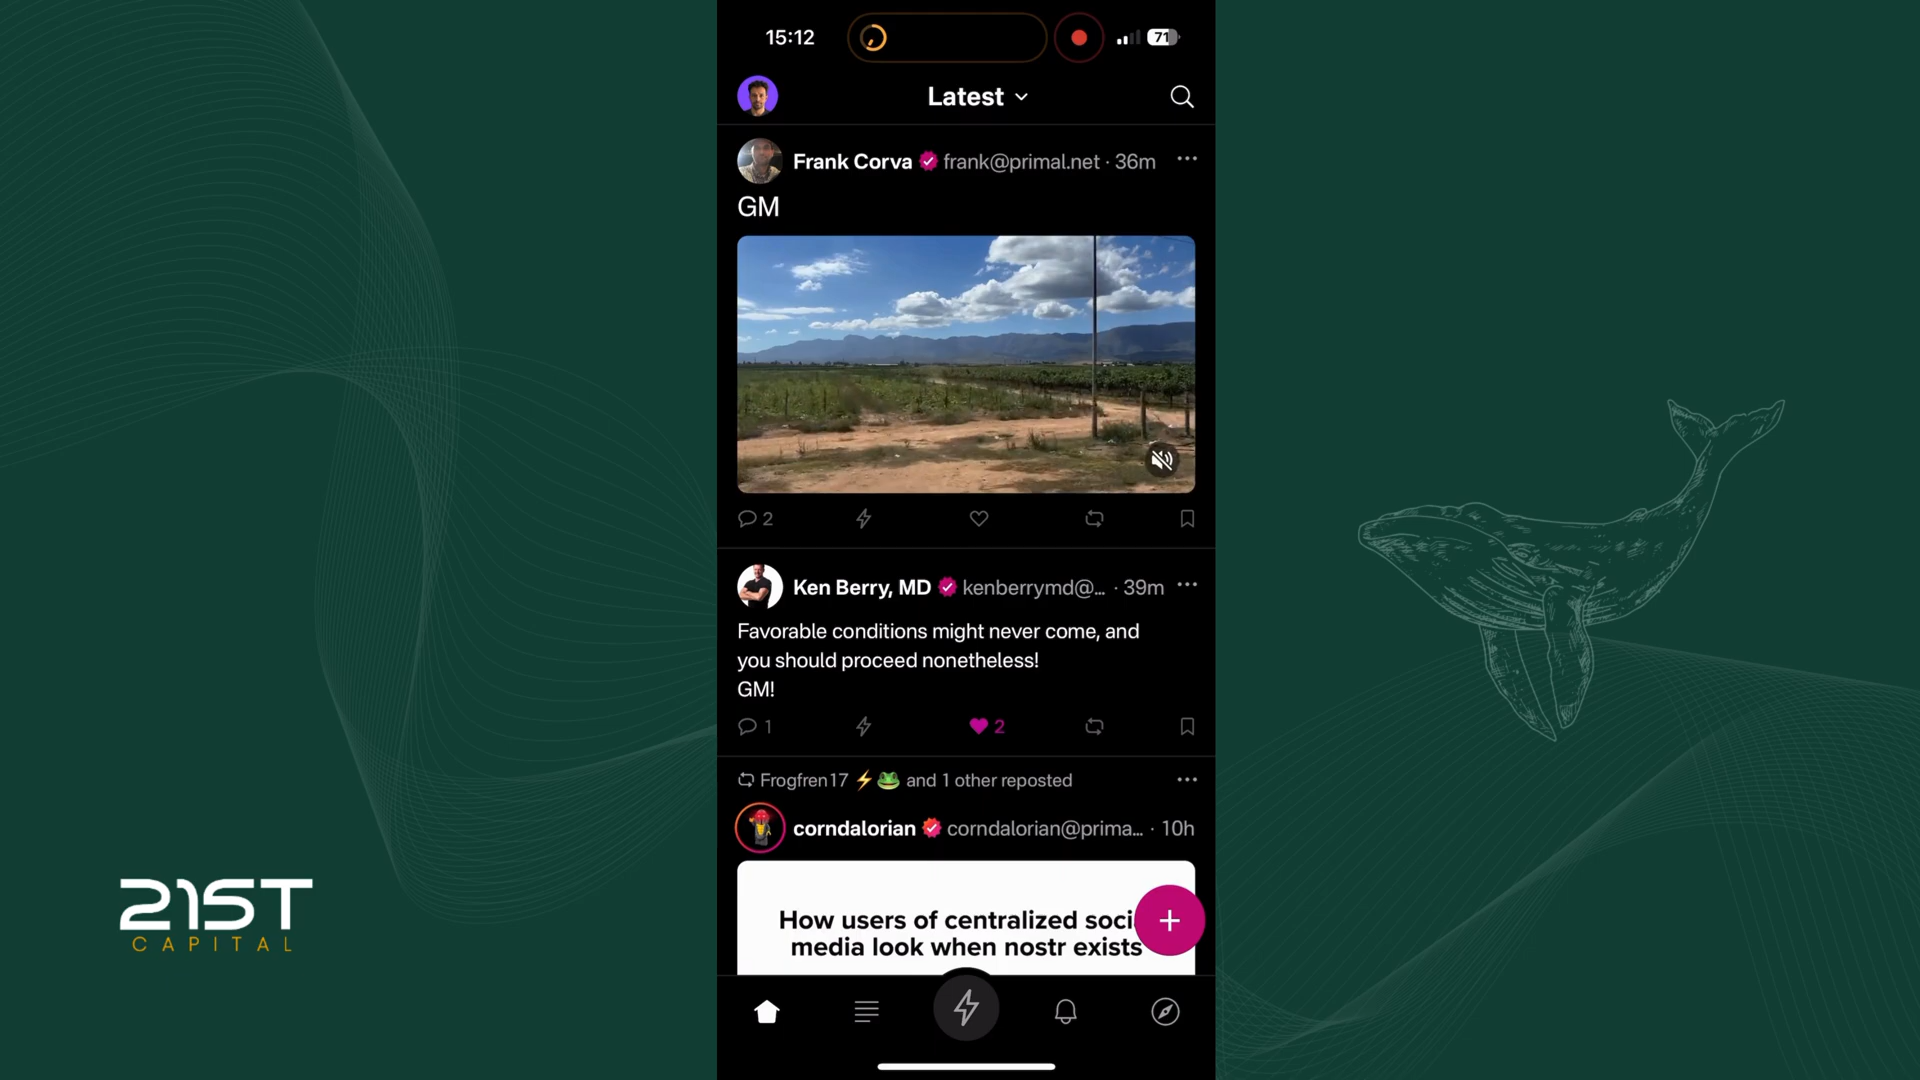 15:12
71
Latest
Frank Corva frank@primal.net · 36m
GM
2
Ken Berry, MD kenberrymd@... · 39m
Favorable conditions might never come, and
you should proceed nonetheless!
GM!
1
2
Frogfren17 ⚡🐸 and 1 other reposted
corndalorian corndalorian@prima... · 10h
How users of centralized soci
media look when nostr exists
21ST
CAPITAL